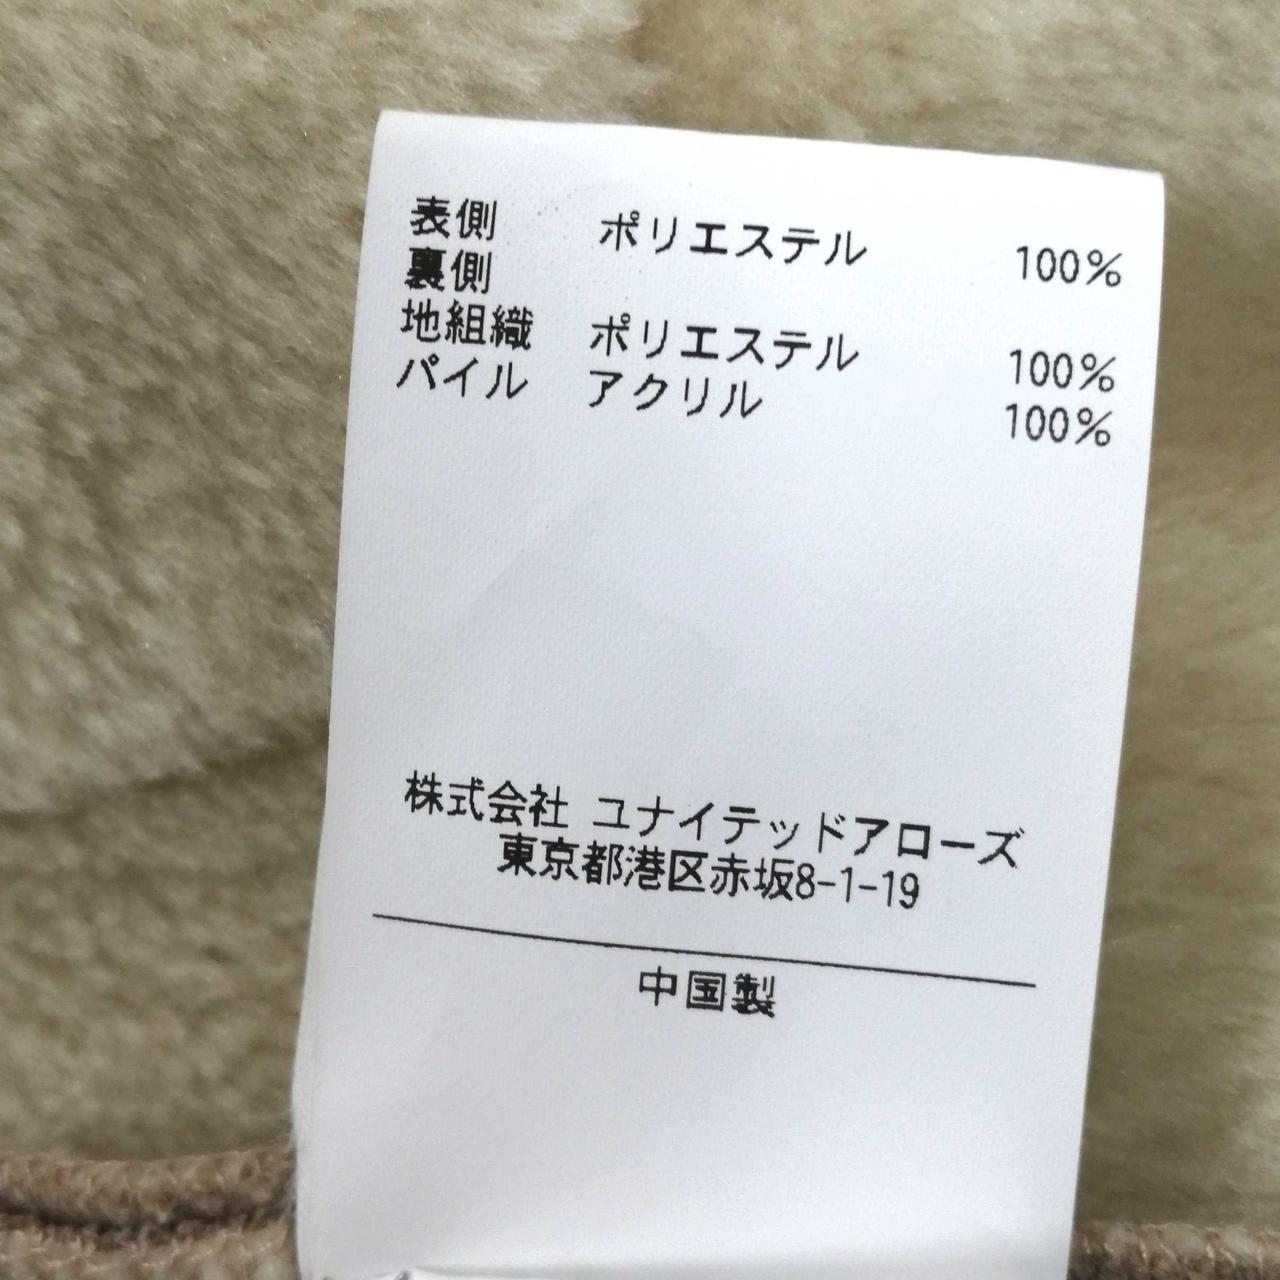 表側 ポリエステル 100%
裏側
地組織 ポリエステル 100%
パイル アクリル 100%
株式会社 ユナイテッドアローズ
東京都港区赤坂8-1-19
中国製